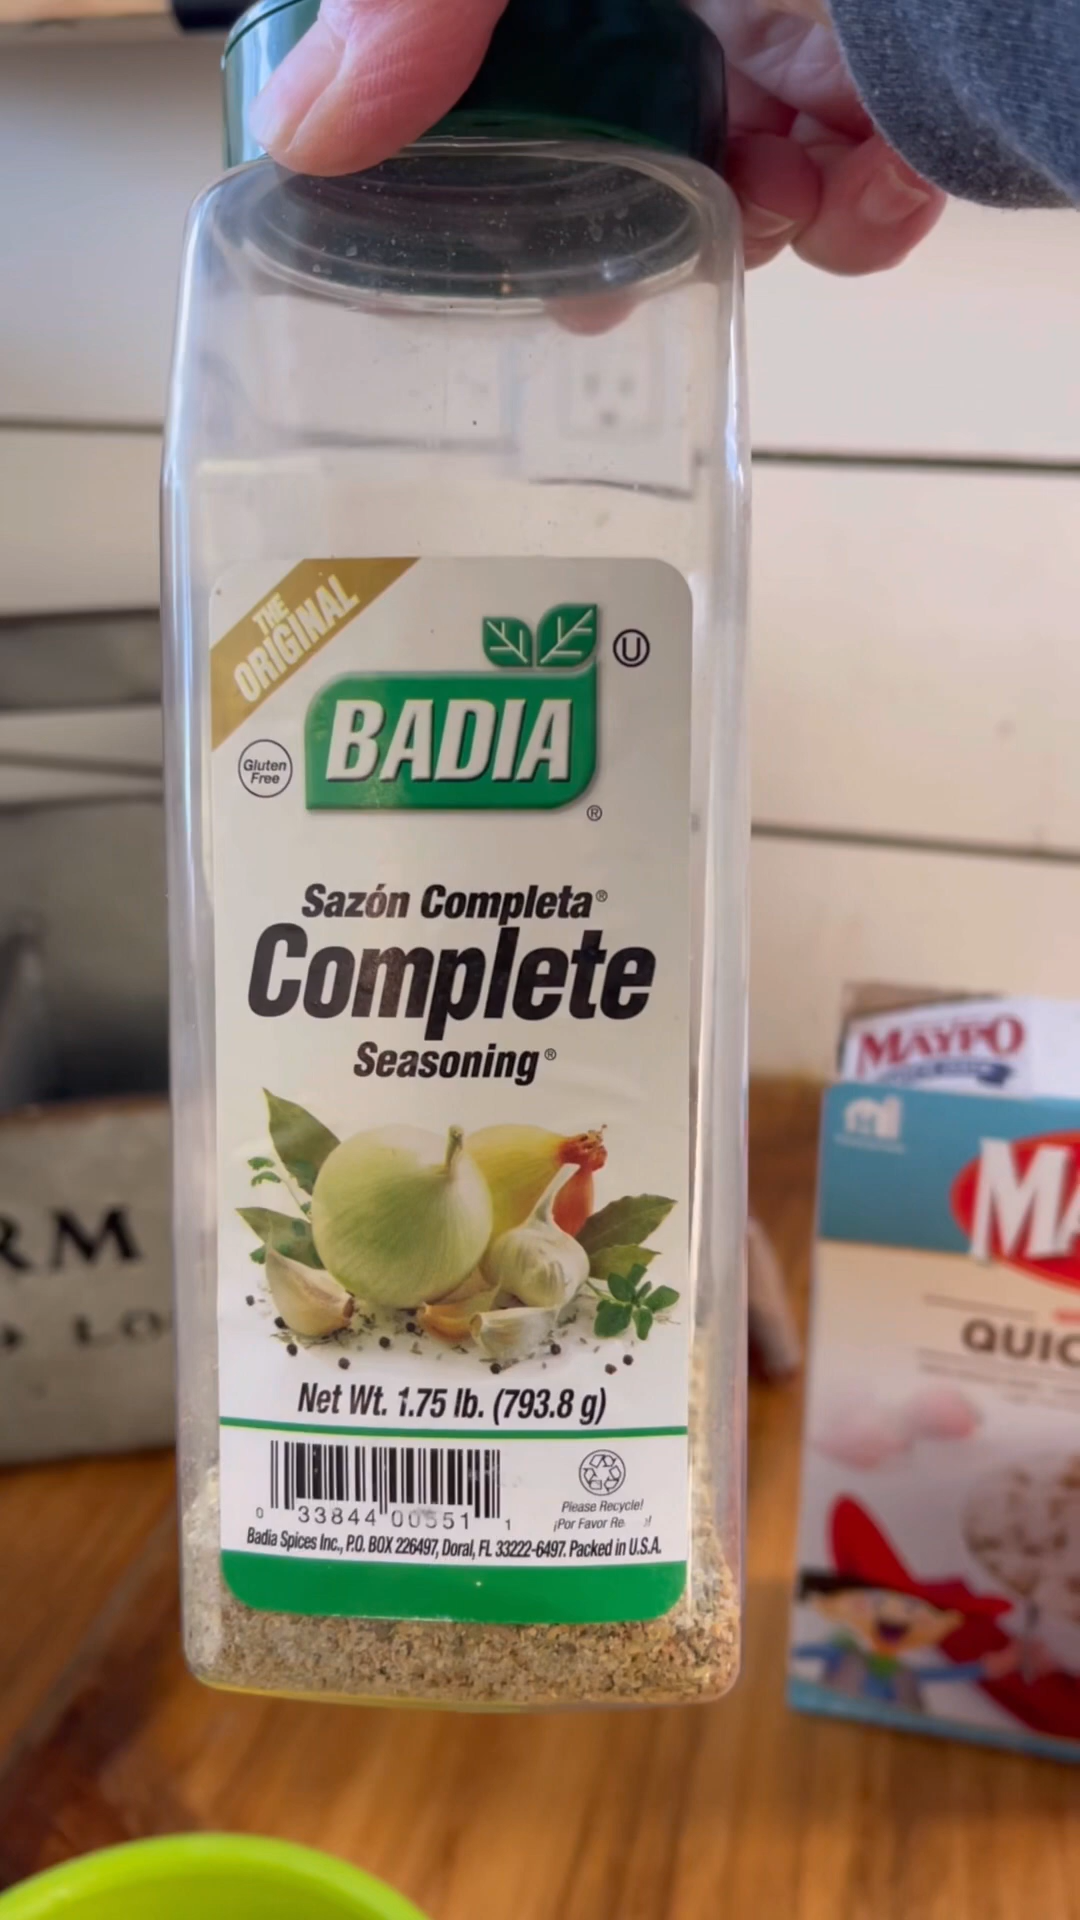 THE
ORIGINAL
U
BADIA
®
Gluten
Free
Sazón Completa®
Complete
Seasoning®
Net Wt. 1.75 lb. (793.8 g)
0 33844 00551 1
Please Recycle!
¡Por Favor
Badia Spices Inc., P.O. BOX 226497, Doral, FL 33222-6497. Packed in U.S.A.
MAYPO
MA
QUIC
RM
LO